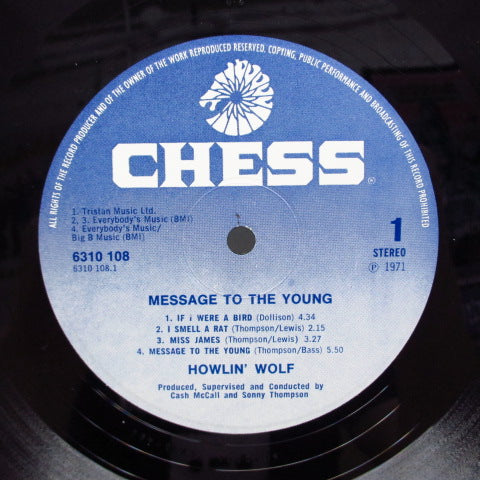 ALL RIGHTS OF THE RECORD PRODUCER AND OF THE OWNER OF THE WORK REPRODUCED RESERVED. COPYING, PUBLIC PERFORMANCE AND BROADCASTING OF THIS RECORD PROHIBITED
CHESS®
1. Tristan Music Ltd.
2. 3. Everybody's Music (BMI)
4. Everybody's Music/
Big B Music (BMI)
6310 108
6310 108.1
1
STEREO
Ⓟ 1971
MESSAGE TO THE YOUNG
1. IF i WERE A BIRD (Dollison) 4.34
2. I SMELL A RAT (Thompson/Lewis) 2.15
3. MISS JAMES (Thompson/Lewis) 3.27
4. MESSAGE TO THE YOUNG (Thompson/Bass) 5.50
HOWLIN' WOLF
Produced, Supervised and Conducted by
Cash McCall and Sonny Thompson